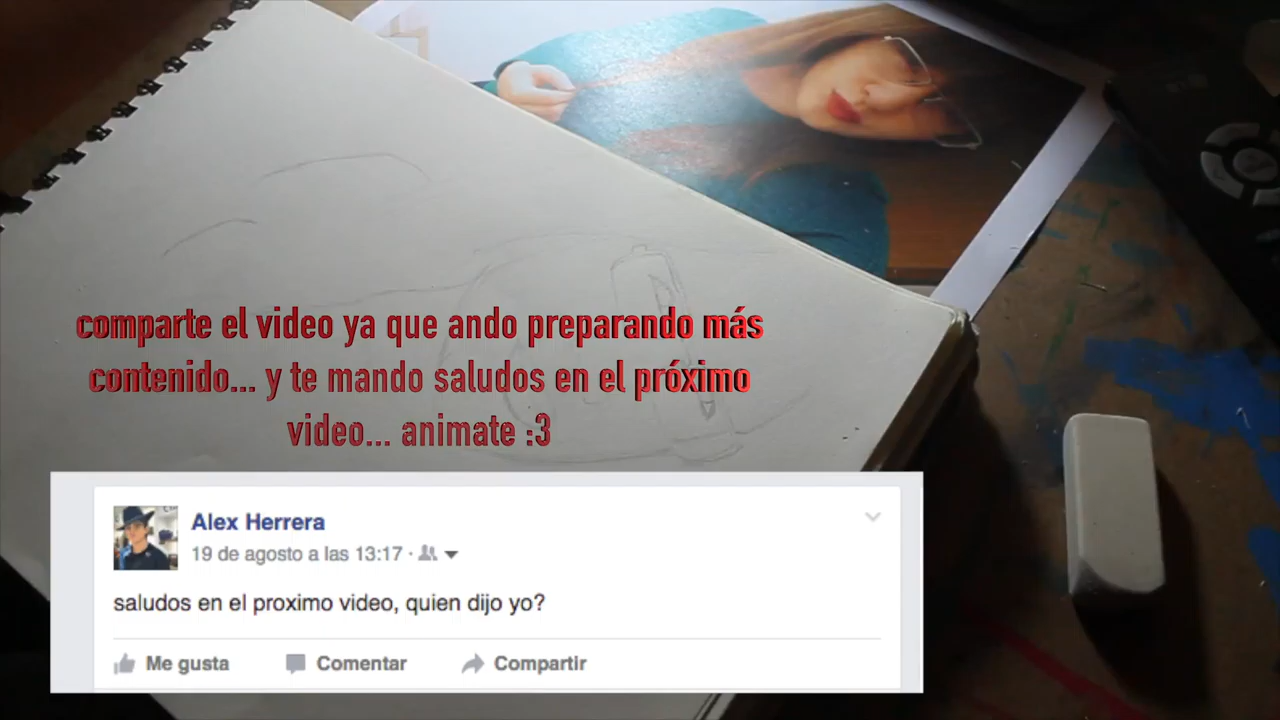 comparte el video ya que ando preparando más
contenido... y te mando saludos en el próximo
video... animate :3
Alex Herrera
19 de agosto a las 13:17
saludos en el proximo video, quien dijo yo?
Me gusta Comentar Compartir